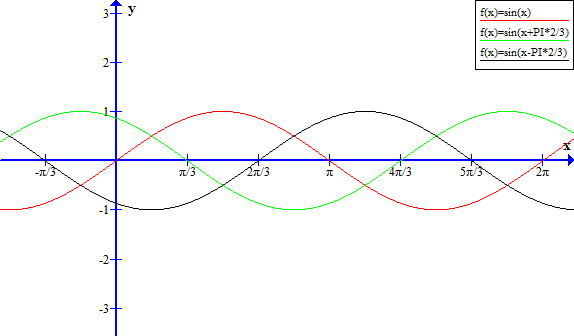 3
y
f(x)=sin(x)
f(x)=sin(x+PI*2/3)
f(x)=sin(x-PI*2/3)
2
1
x
-π/3
π/3
2π/3
π
4π/3
5π/3
2π
-1
-2
-3